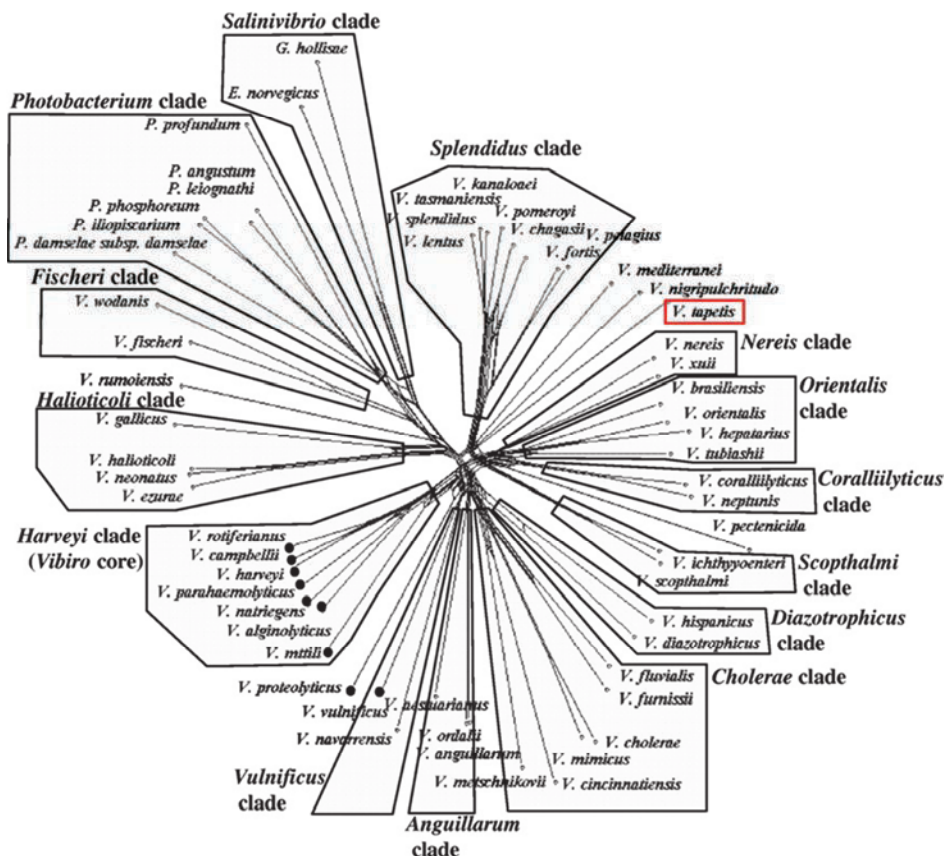 Salinivibrio clade
G. hollisae
E. norvegicus
Photobacterium clade
P. profundum
P. angustum
P. leiognathi
P. phosphoreum
P. iliopiscarium
P. damselae subsp. damselae
Fischeri clade
V. wodanis
V. fischeri
V. rumoiensis
Halioticoli clade
V. gallicus
V. halioticoli
V. neonatus
V. ezurae
Harveyi clade
(Vibiro core)
V. rotiferianus
V. campbellii
V. harveyi
V. parahaemolyticus
V. natriegens
V. alginolyticus
V. mttili
V. proteolyticus
V. vulnificus
V. navarrensis
Vulnificus
clade
V. aestuarianus
V. ordalii
V. anguillarum
Anguillarum
clade
V. metschnikovii
V. cincinnatiensis
V. mimicus
V. cholerae
V. furnissii
V. fluvialis
Cholerae clade
V. diazotrophicus
V. hispanicus
Diazotrophicus
clade
V. scopthalmi
V. ichthyoenteri
Scopthalmi
clade
V. pectenicida
V. neptunis
V. coralliilyticus
Coralliilyticus
clade
V. tubiashii
V. hepatarius
V. orientalis
V. brasiliensis
Orientalis
clade
V. xuii
V. nereis
Nereis clade
V. tapetis
V. nigripulchritudo
V. mediterranei
V. pelagius
V. fortis
V. chagasii
V. pomeroyi
V. kanaloaei
V. tasmaniensis
V. splendidus
V. lentus
Splendidus clade